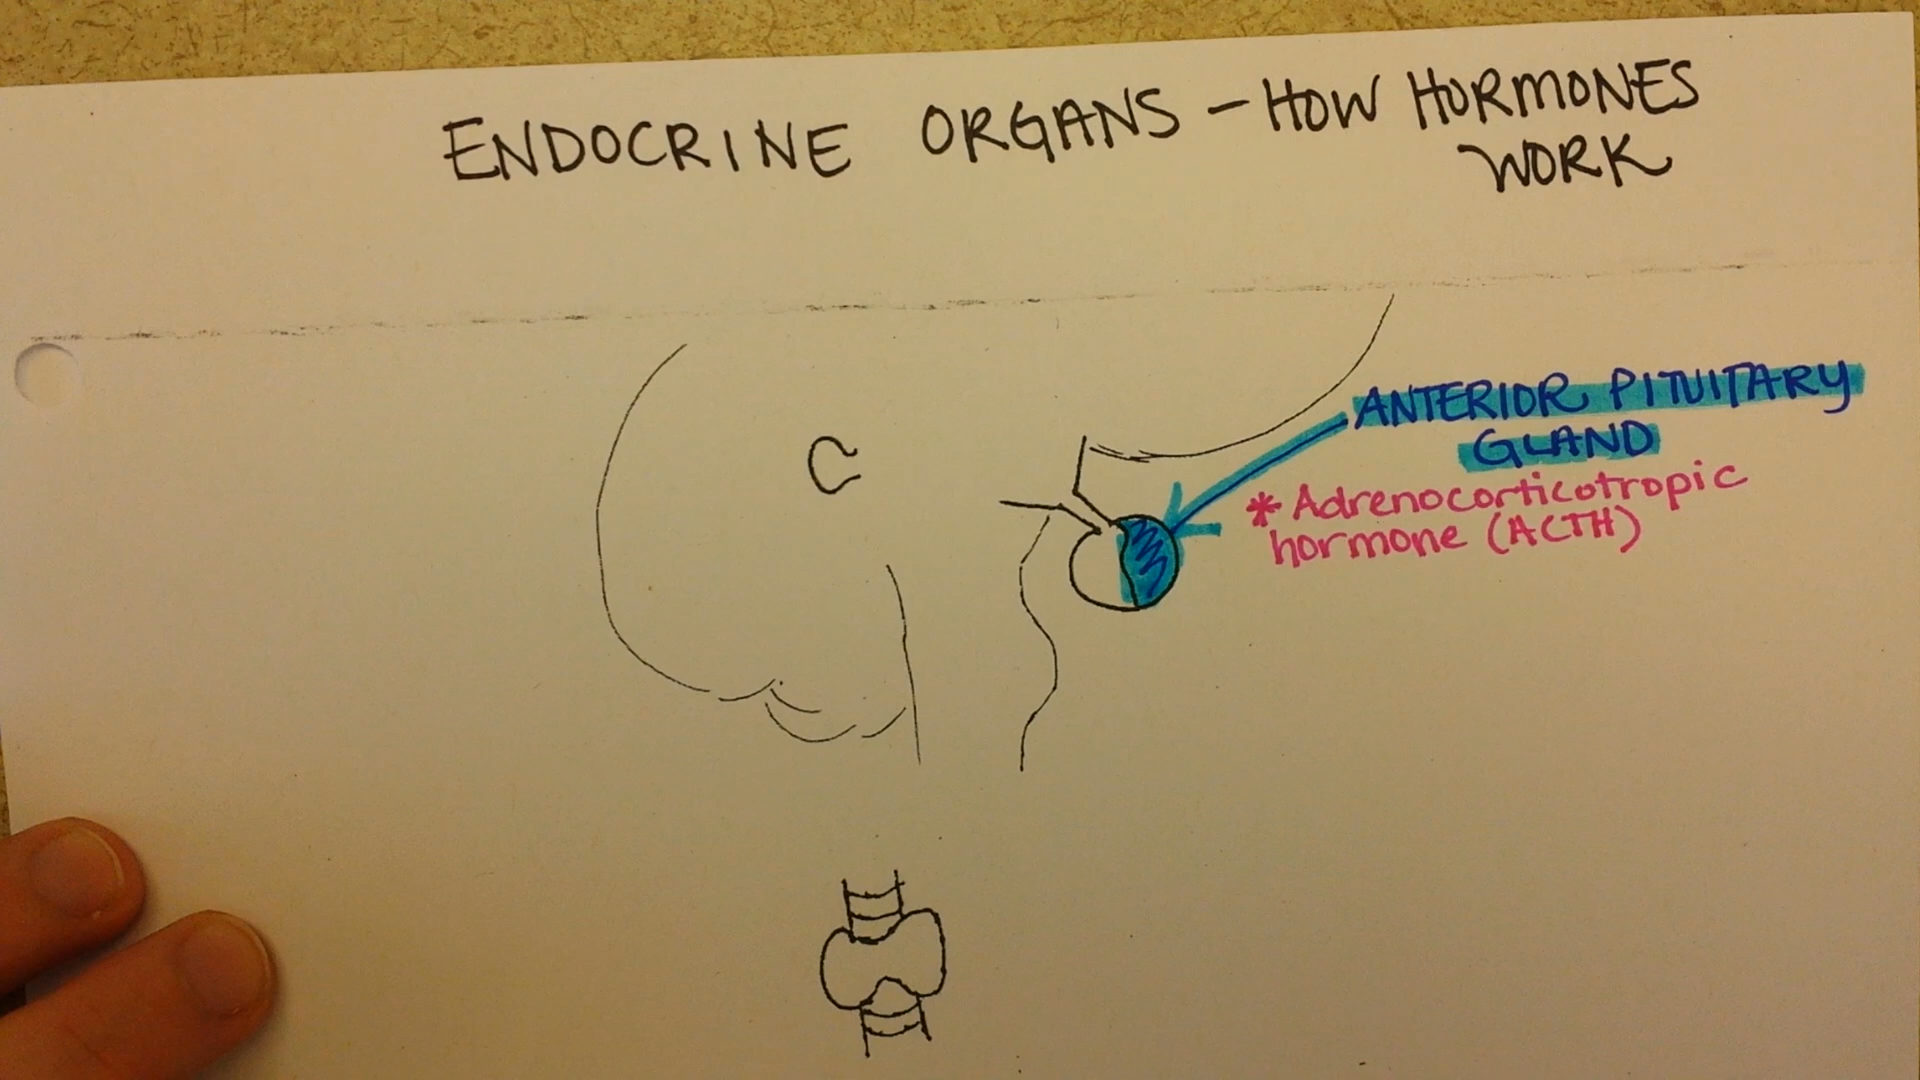 ENDOCRINE ORGANS - HOW HORMONES
WORK
ANTERIOR PITUITARY
GLAND
* Adrenocorticotropic
hormone (ACTH)